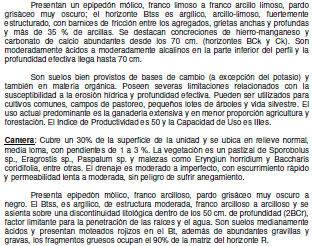 Presentan un epipedón mólico, franco limoso a franco arcillo limoso, pardo
grisáceo muy oscuro; el horizonte Btss es argílico, arcillo-limoso, fuertemente
estructurado, con barnices de fricción entre los agregados, grietas anchas y profundas
y más de 35 % de arcillas. Se destacan concreciones de hierro-manganeso y
carbonato de calcio abundantes desde los 70 cm. (horizontes BCk y Ck). Son
moderadamente ácidos a moderadamente alcalinos en la parte inferior del perfil y la
profundidad efectiva llega hasta 70 cm.
Son suelos bien provistos de bases de cambio (a excepción del potasio) y
también en materia orgánica. Poseen severas limitaciones relacionados con la
susceptibilidad a la erosión hídrica y profundidad efectiva. Pueden ser utilizados para
cultivos comunes, campos de pastoreo, pequeños lotes de árboles y vida silvestre. El
uso actual predominante es la ganadería extensiva y en menor proporción agricultura y
forestación. El Indice de Productividad es 50 y la Capacidad de Uso es IIIes.
Cantera: Cubre un 30% de la superficie de la unidad y se ubica en relieve normal,
media loma, con pendientes de 1 a 3 %. La vegetación es un pastizal de Sporobolus
sp., Eragrostis sp., Paspalum sp. y malezas como Eryngiun horridium y Baccharis
coridifolia, entre otras. El drenaje es moderado a imperfecto, con escurrimiento rápido
y permeabilidad lenta a moderada, sin peligro de sufrir anegamiento.
Presenta epipedón mólico, franco arcilloso, pardo grisáceo muy oscuro a
negro. El Btss, es argílico, de estructura moderada, franco arcilloso a arcilloso y se
asienta sobre una discontinuidad litológica dentro de los 50 cm. de profundidad (2BCr),
factor limitante para la penetración de las raíces y el agua. Son suelos medianamente
ácidos y presentan moteados rojizos en el Bt, además de abundantes gravillas y
gravas, los fragmentos gruesos ocupan el 90% de la matriz del horizonte R.